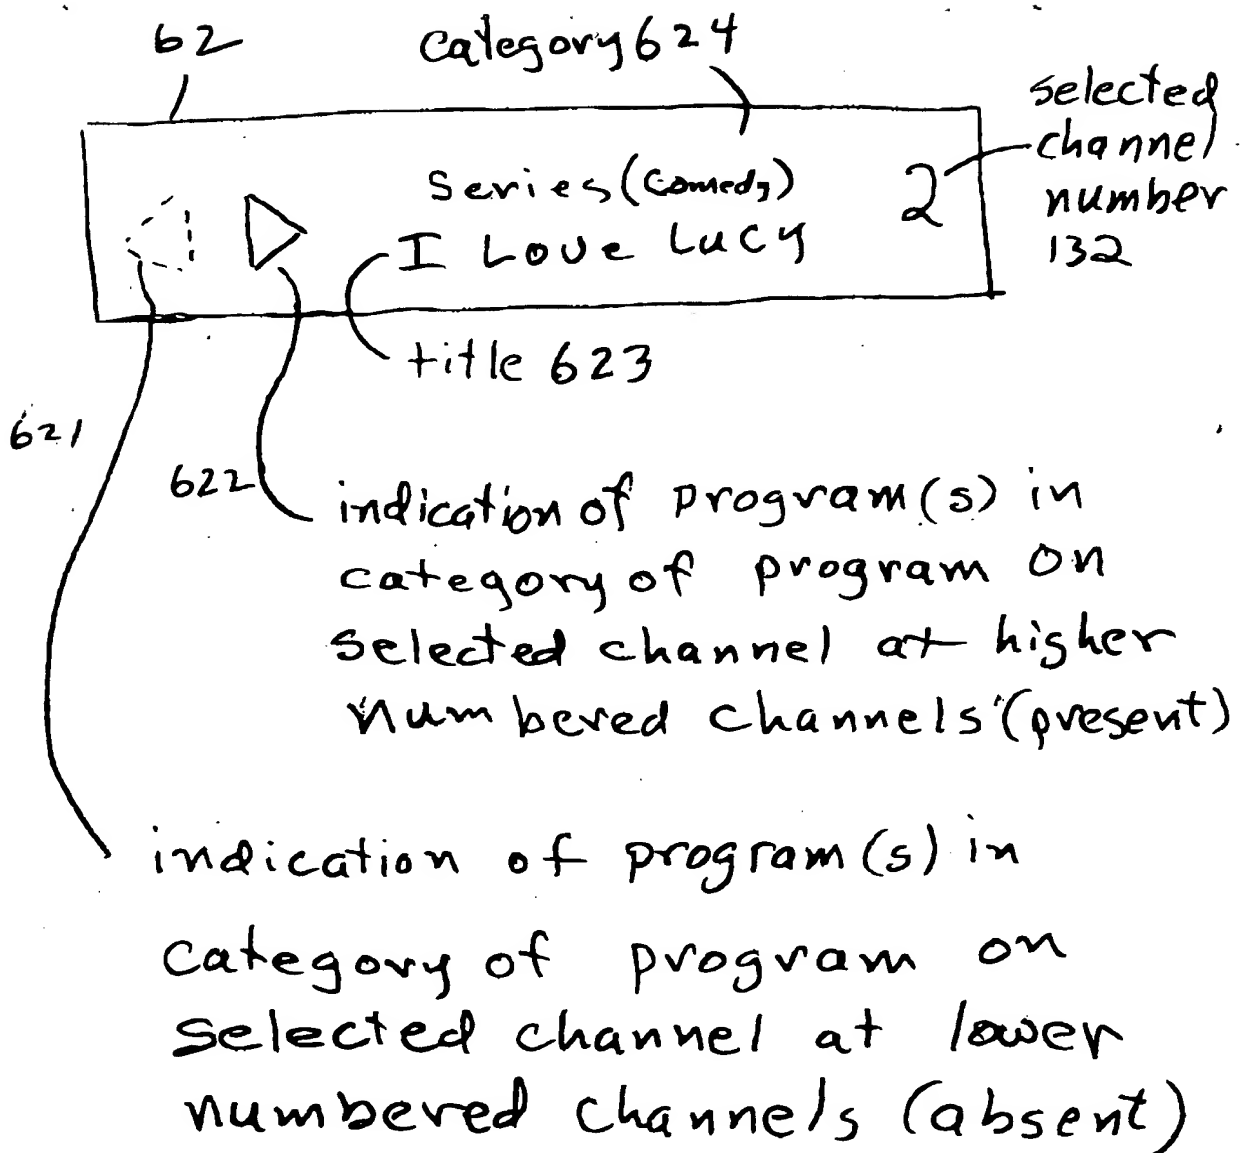 62
category 624
selected
channel
number
132
Series (Comedy)
I Love Lucy
2
title 623
621
622
indication of program(s) in
category of program on
selected channel at higher
numbered channels (present)
indication of program(s) in
category of program on
selected channel at lower
numbered channels (absent)